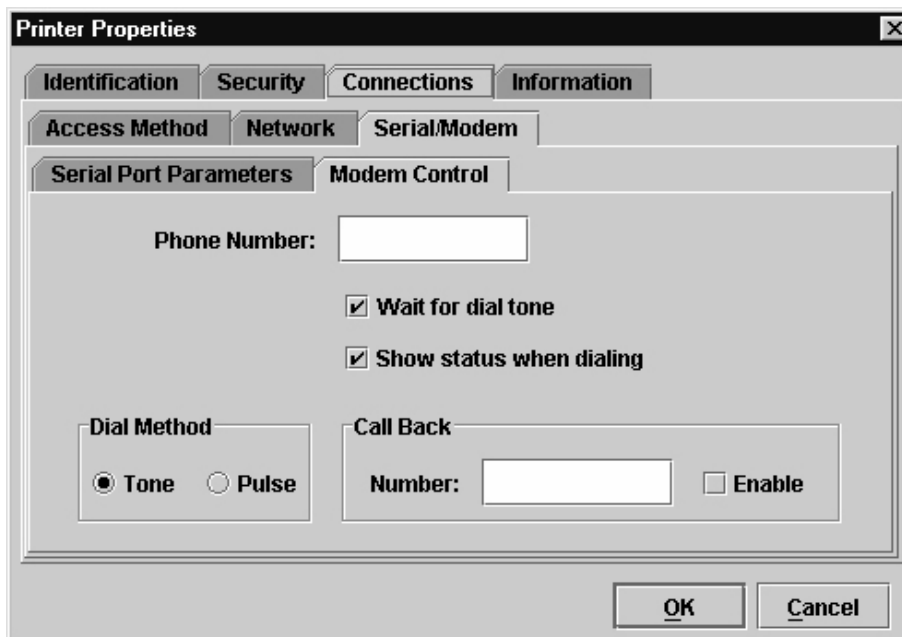 Printer Properties
Identification Security Connections Information
Access Method Network Serial/Modem
Serial Port Parameters Modem Control
Phone Number:
Wait for dial tone
Show status when dialing
Dial Method Call Back
Tone Pulse Number: Enable
OK Cancel